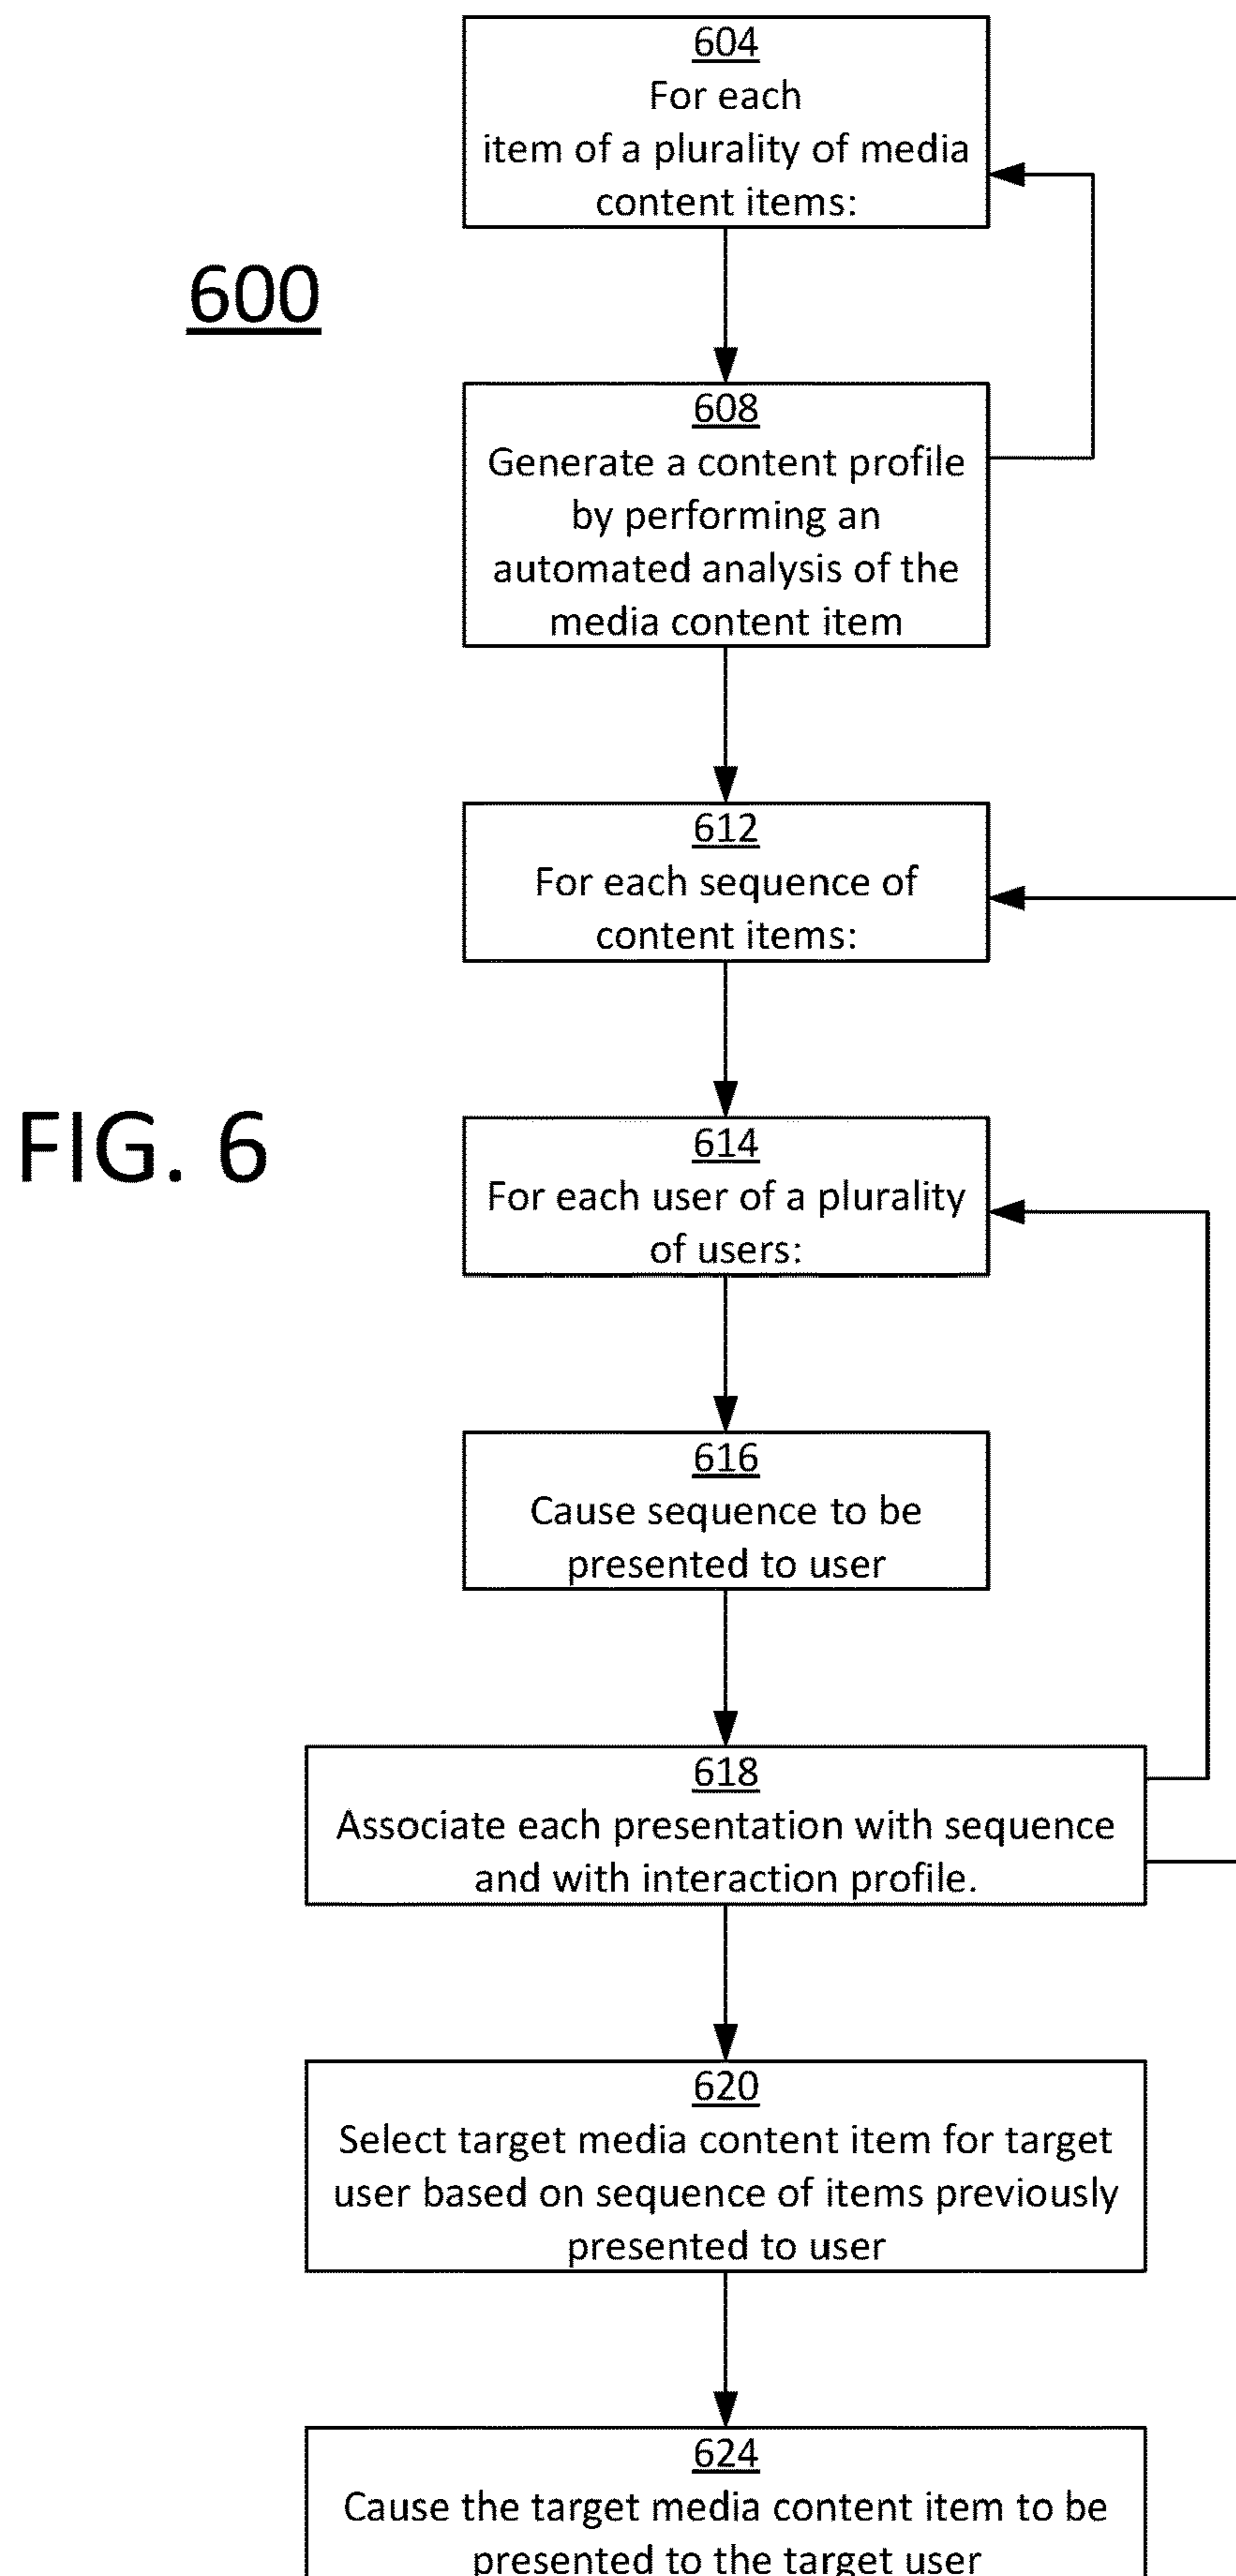 604
For each
item of a plurality of media
content items:
600
608
Generate a content profile
by performing an
automated analysis of the
media content item
612
For each sequence of
content items:
FIG. 6
614
For each user of a plurality
of users:
616
Cause sequence to be
presented to user
618
Associate each presentation with sequence
and with interaction profile.
620
Select target media content item for target
user based on sequence of items previously
presented to user
624
Cause the target media content item to be
presented to the target user